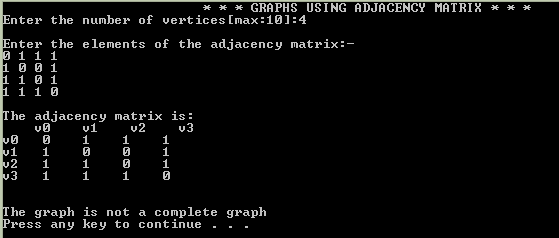 * * * GRAPHS USING ADJACENCY MATRIX * * *
Enter the number of vertices[max:10]:4
Enter the elements of the adjacency matrix:-
0 1 1 1
1 0 0 1
1 1 0 1
1 1 1 0
The adjacency matrix is:
v0 v1 v2 v3
v0 0 1 1 1
v1 1 0 0 1
v2 1 1 0 1
v3 1 1 1 0
The graph is not a complete graph
Press any key to continue . . .